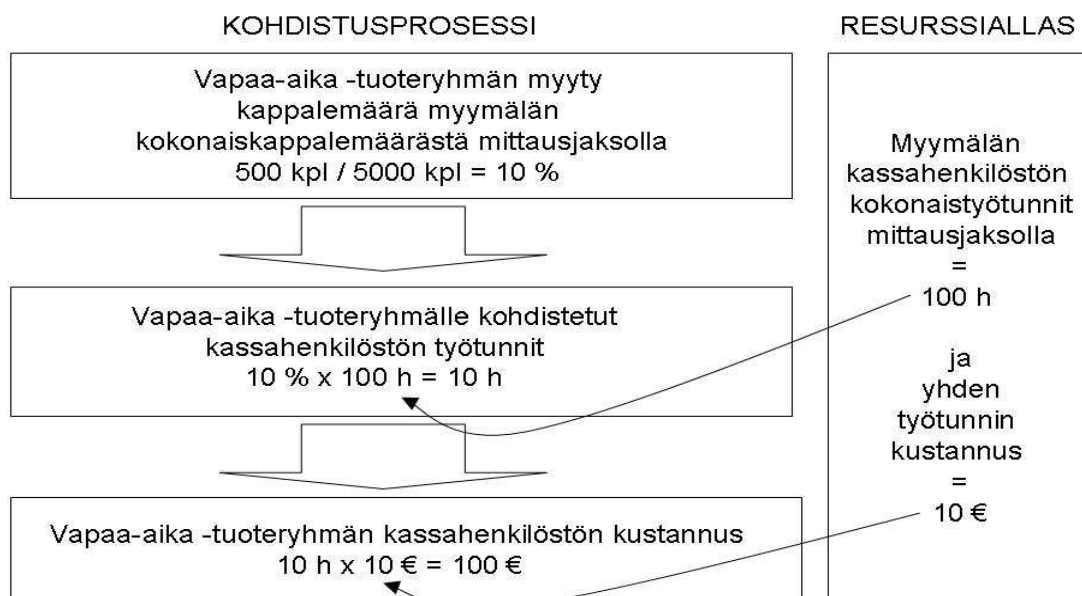 KOHDISTUSPROSESSI
Vapaa-aika -tuoteryhmän myyty
kappalemäärä myymälän
kokonaiskappalemäärästä mittausjaksolla
500 kpl / 5000 kpl = 10 %
Vapaa-aika -tuoteryhmälle kohdistetut
kassahenkilöstön työtunnit
10 % x 100 h = 10 h
Vapaa-aika -tuoteryhmän kassahenkilöstön kustannus
10 h x 10 € = 100 €
RESURSSIALLAS
Myymälän
kassahenkilöstön
kokonaistyötunnit
mittausjaksolla
=
100 h
ja
yhden
työtunnin
kustannus
=
10 €